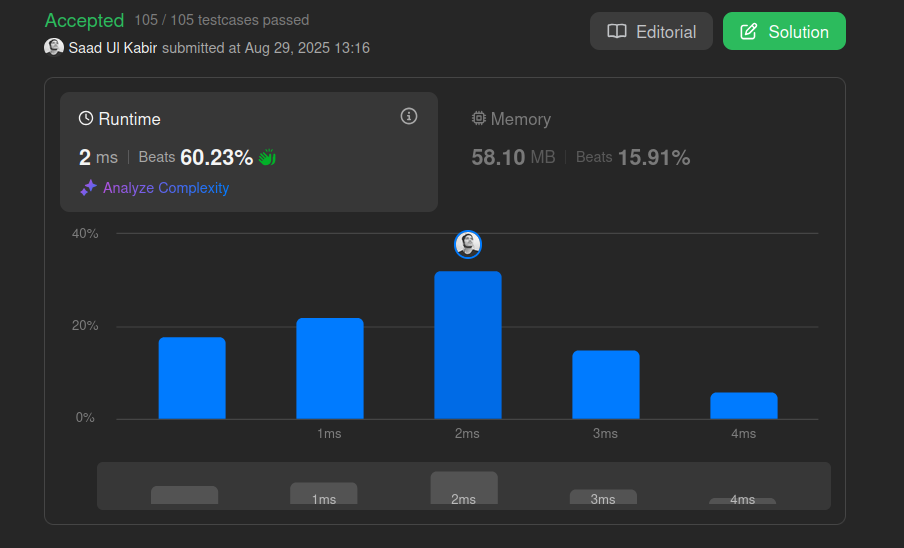 Accepted 105 / 105 testcases passed
Editorial
Solution
Saad Ul Kabir submitted at Aug 29, 2025 13:16
Runtime
2 ms | Beats 60.23%
Analyze Complexity
Memory
58.10 MB | Beats 15.91%
40%
20%
0%
1ms 2ms 3ms 4ms
1ms 2ms 3ms 4ms